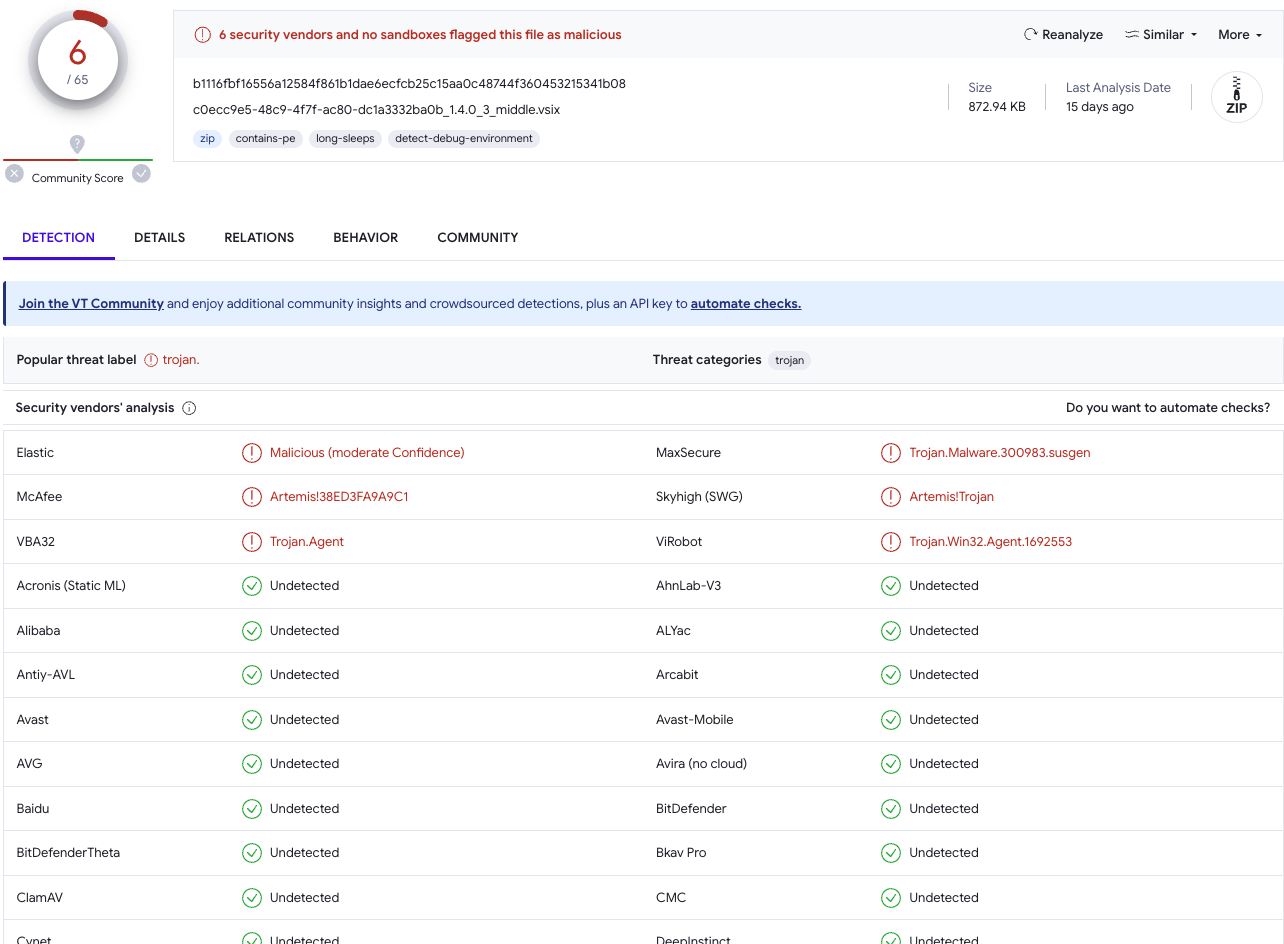 6
/ 65
?
Community Score
6 security vendors and no sandboxes flagged this file as malicious
Reanalyze
Similar
More
b1116fbf16556a12584f861b1dae6ecfcb25c15aa0c48744f360453215341b08
c0ecc9e5-48c9-4f7f-ac80-dc1a3332ba0b_1.4.0_3_middle.vsix
zip contains-pe long-sleeps detect-debug-environment
Size
872.94 KB
Last Analysis Date
15 days ago
ZIP
DETECTION DETAILS RELATIONS BEHAVIOR COMMUNITY
Join the VT Community and enjoy additional community insights and crowdsourced detections, plus an API key to automate checks.
Popular threat label trojan. Threat categories trojan
Security vendors' analysis Do you want to automate checks?
Elastic Malicious (moderate Confidence) MaxSecure Trojan.Malware.300983.susgen
McAfee Artemis!38ED3FA9A9C1 Skyhigh (SWG) Artemis!Trojan
VBA32 Trojan.Agent ViRobot Trojan.Win32.Agent.1692553
Acronis (Static ML) Undetected AhnLab-V3 Undetected
Alibaba Undetected ALYac Undetected
Antiy-AVL Undetected Arcabit Undetected
Avast Undetected Avast-Mobile Undetected
AVG Undetected Avira (no cloud) Undetected
Baidu Undetected BitDefender Undetected
BitDefenderTheta Undetected Bkav Pro Undetected
ClamAV Undetected CMC Undetected
Cynet Undetected DeepInstinct Undetected